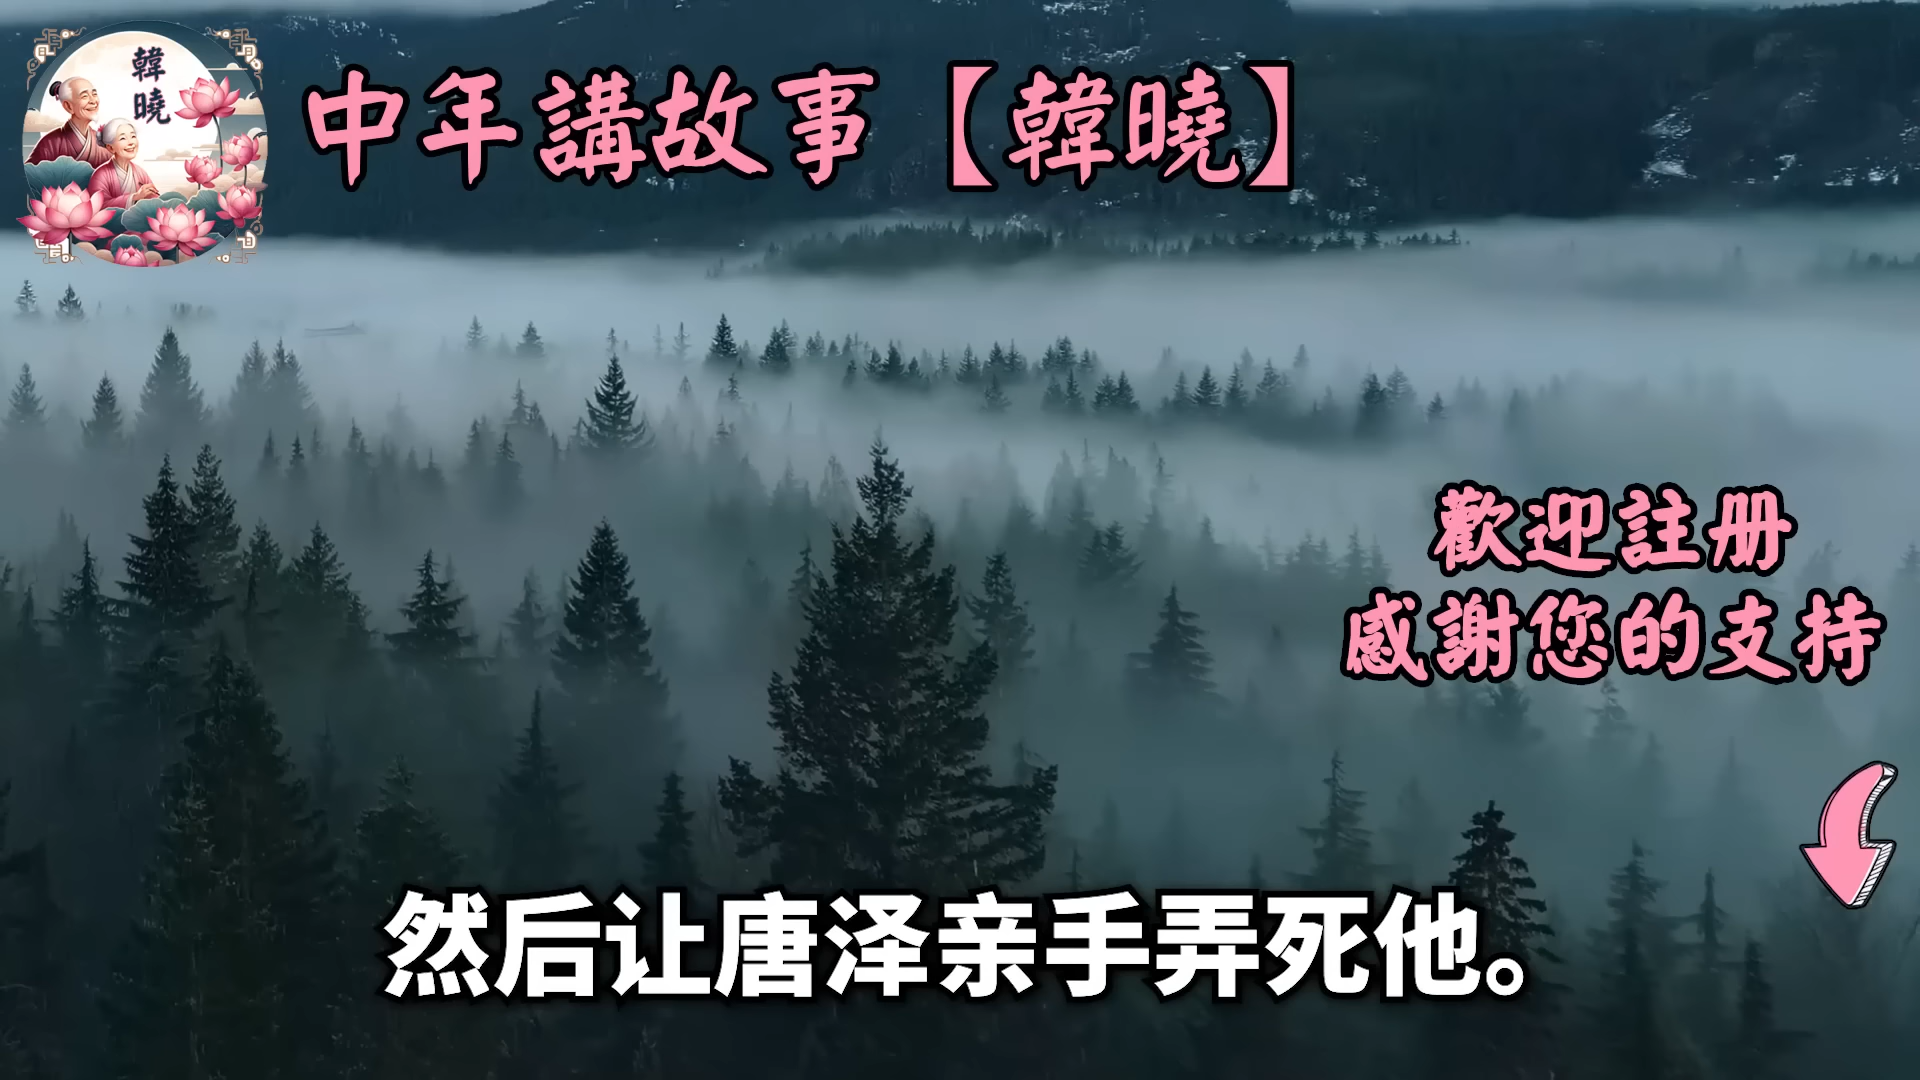 韓
曉
中年講故事【韓曉】
歡迎註册
感謝您的支持
然后让唐泽亲手弄死他。